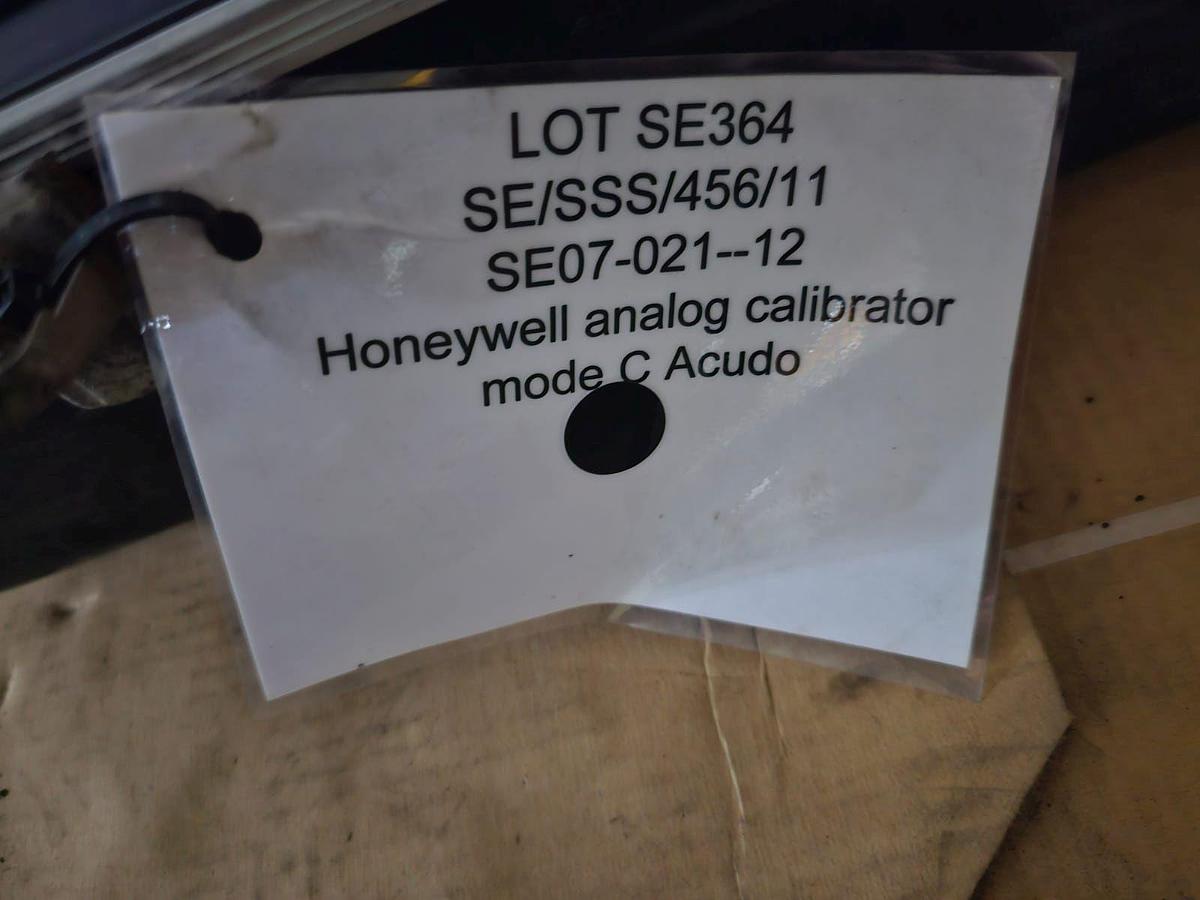 LOT SE364
SE/SSS/456/11
SE07-021--12
Honeywell analog calibrator
mode C Acudo